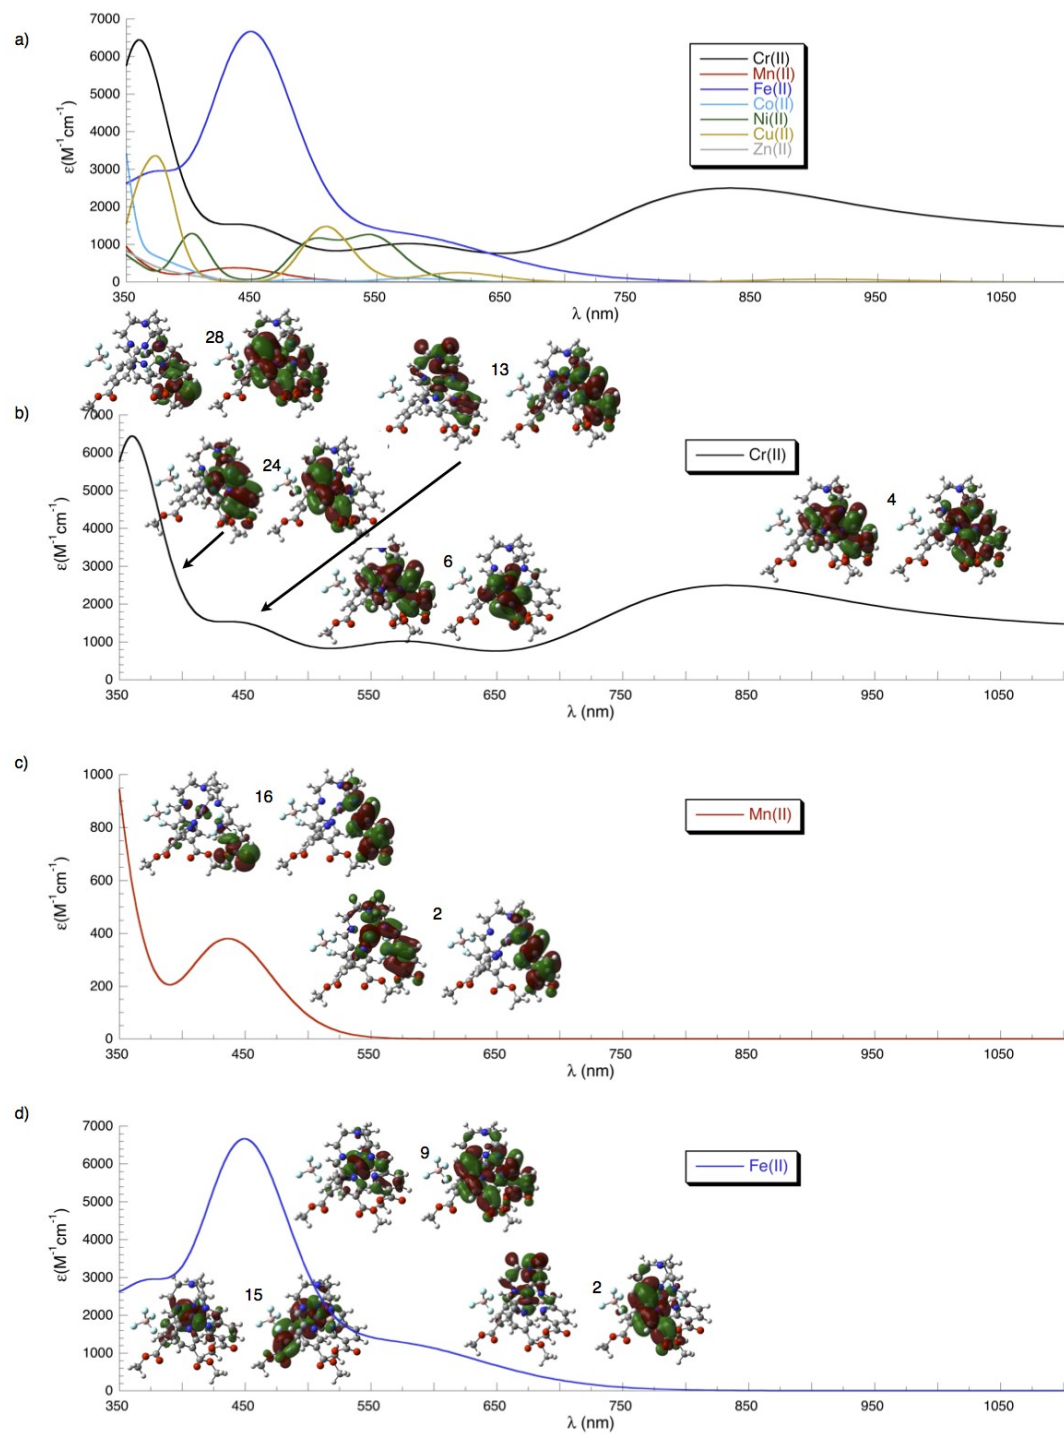 a)
7000
6000
5000
4000
3000
2000
1000
0
ε(M⁻¹cm⁻¹)
Cr(II)
Mn(II)
Fe(II)
Co(II)
Ni(II)
Cu(II)
Zn(II)
350 450 550 650 750 850 950 1050
λ (nm)
28
13
b)
7000
6000
5000
4000
3000
2000
1000
0
ε(M⁻¹cm⁻¹)
Cr(II)
24
4
6
350 450 550 650 750 850 950 1050
λ (nm)
c)
1000
800
600
400
200
0
ε(M⁻¹cm⁻¹)
16
Mn(II)
2
350 450 550 650 750 850 950 1050
λ (nm)
d)
7000
6000
5000
4000
3000
2000
1000
0
ε(M⁻¹cm⁻¹)
9
Fe(II)
15
2
350 450 550 650 750 850 950 1050
λ (nm)